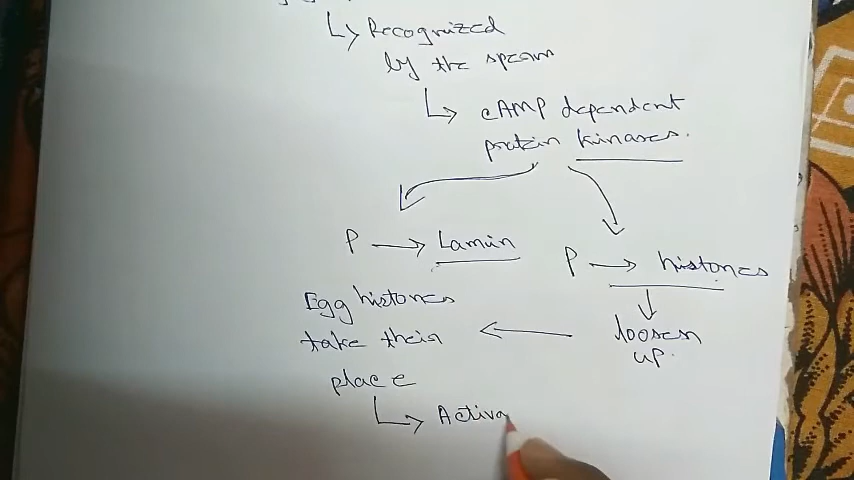 ↳ Recognized
by the sperm
↳ cAMP dependent
protein kinases.
P → Lamin
P → histones
Egg histones
loosen
take their
up.
place
↳ Activa